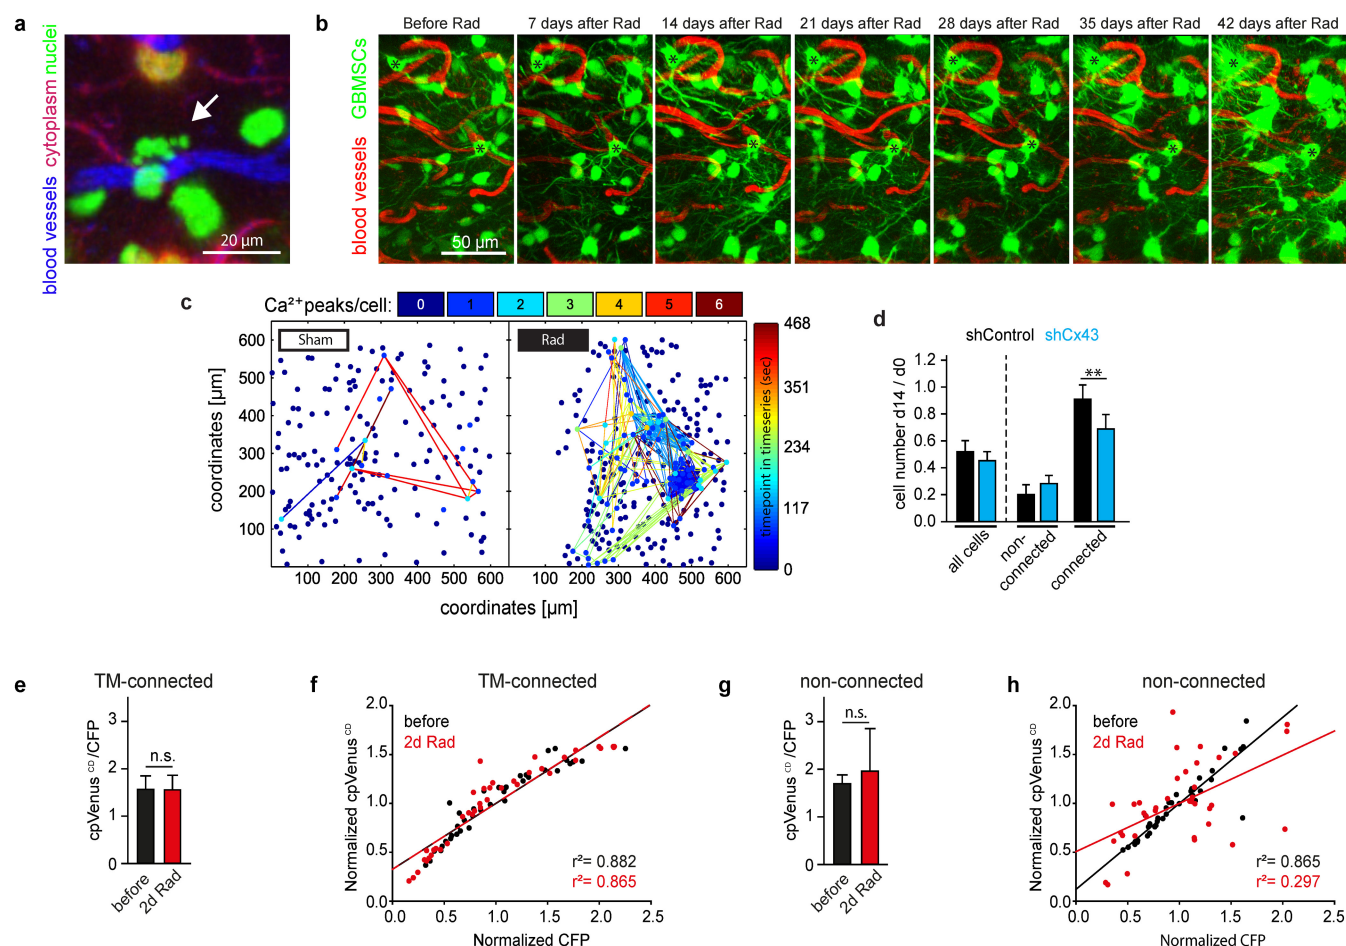 a
blood vessels cytoplasm nuclei
20 µm
b
GBMSCs
blood vessels
Before Rad
7 days after Rad
14 days after Rad
21 days after Rad
28 days after Rad
35 days after Rad
42 days after Rad
* * * * * * *
* * * * * * *
50 µm
c
Ca²⁺peaks/cell: 0 1 2 3 4 5 6
Sham
Rad
coordinates [µm]
600
500
400
300
200
100
100 200 300 400 500 600
100 200 300 400 500 600
coordinates [µm]
timepoint in timeseries (sec)
468
351
234
117
0
d
shControl shCx43
cell number d14 / d0
1.2
1.0
0.8
0.6
0.4
0.2
0.0
**
all cells
non-connected
connected
e
TM-connected
cpVenus ᶜᴰ /CFP
3
2
1
0
n.s.
before
2d Rad
f
TM-connected
Normalized cpVenus ᶜᴰ
2.0
1.5
1.0
0.5
0.0
before
2d Rad
r²= 0.882
r²= 0.865
0.0 0.5 1.0 1.5 2.0 2.5
Normalized CFP
g
non-connected
cpVenus ᶜᴰ /CFP
3
2
1
0
n.s.
before
2d Rad
h
non-connected
Normalized cpVenus ᶜᴰ
2.0
1.5
1.0
0.5
0.0
before
2d Rad
r²= 0.865
r²= 0.297
0.0 0.5 1.0 1.5 2.0 2.5
Normalized CFP